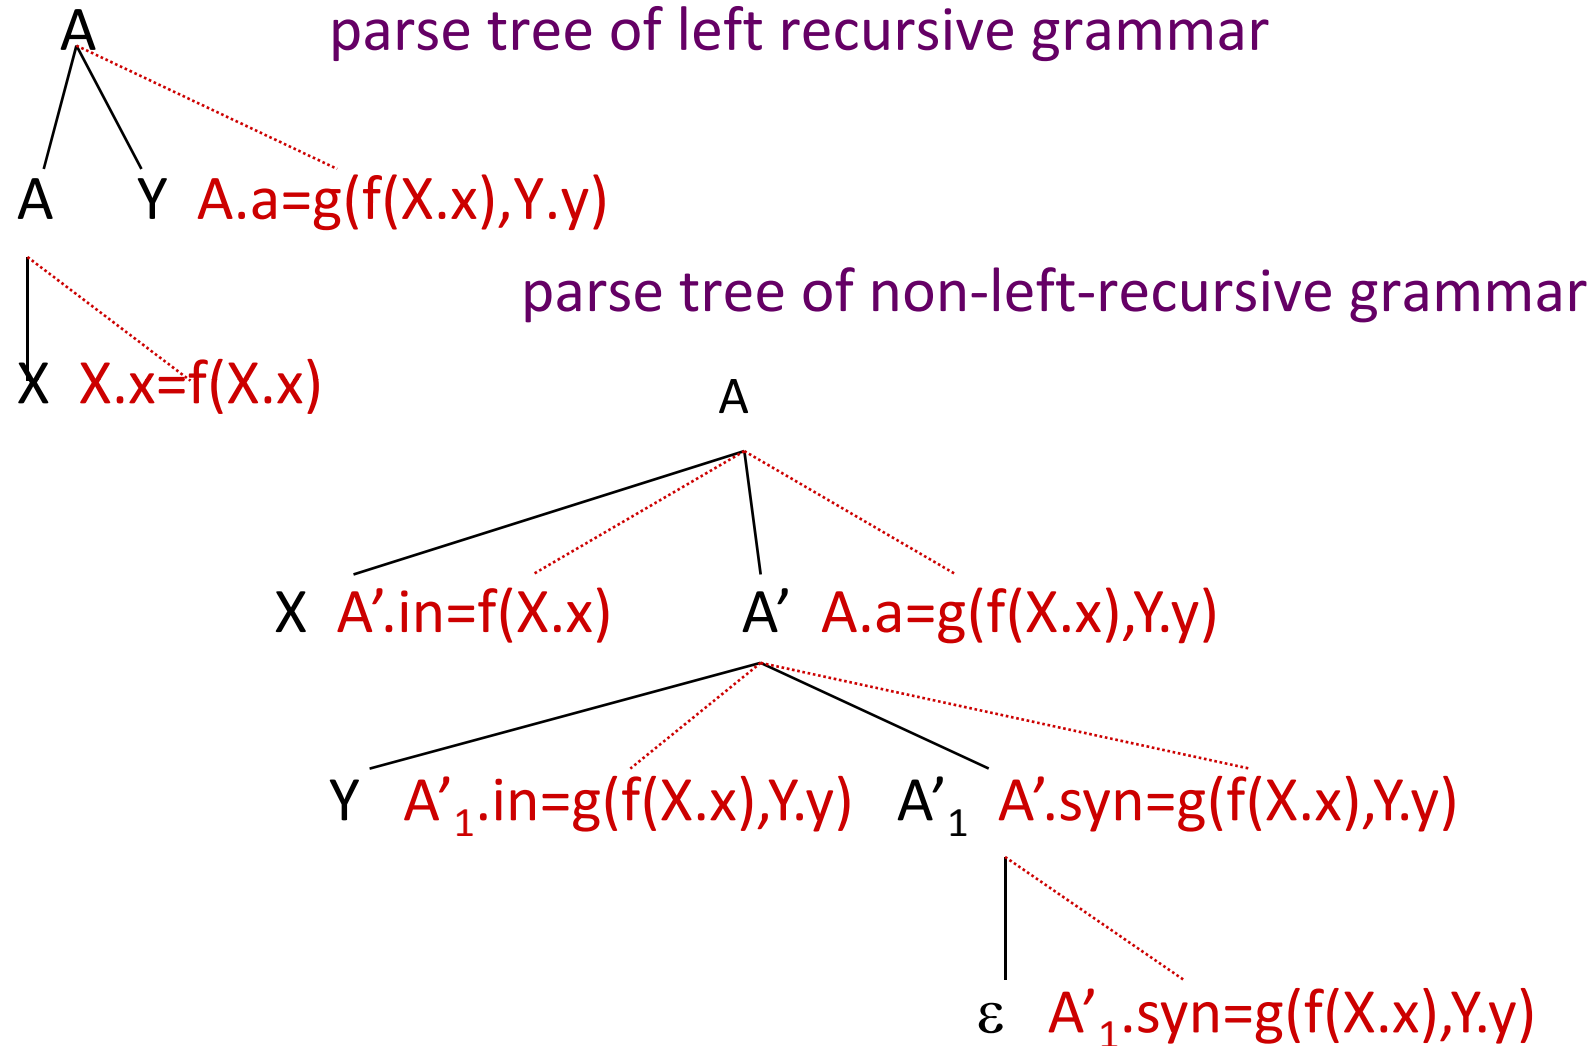 A parse tree of left recursive grammar
A Y A.a=g(f(X.x),Y.y)
parse tree of non-left-recursive grammar
X X.x=f(X.x)
A
X A’.in=f(X.x) A’ A.a=g(f(X.x),Y.y)
Y A’₁.in=g(f(X.x),Y.y) A’₁ A’.syn=g(f(X.x),Y.y)
ε A’₁.syn=g(f(X.x),Y.y)